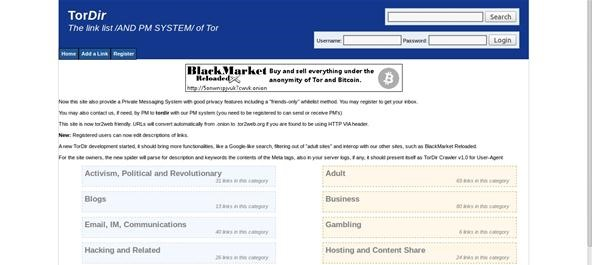 TorDir
The link list /AND PM SYSTEM/ of Tor
Search
Username: Password: Login
Home Add a Link Register
BlackMarket Reloaded
Buy and sell everything under the
anonymity of Tor and Bitcoin.
Now this site also provide a Private Messaging System with good privacy features including a "friends-only" whitelist method. You may register to get your inbox.
You may also contact us, if need, by PM to tordir with our PM system (you need to be registered to can send or receive PM's)
This site is now tor2web friendly. URLs will convert automatically from .onion to .tor2web.org if you are found to be using HTTP VIA header.
New: Registered users can now edit descriptions of links.
A new TorDir development started, it should bring more functionalities, like a Google-like search, filtering out of "adult sites" and interop with our other sites, such as BlackMarket Reloaded.
For the site owners, the new spider will parse for description and keywords the contents of the Meta tags, also in your server logs, if any, it should present itself as TorDir Crawler v1.0 for User-Agent
Activism, Political and Revolutionary
31 links in this category
Adult
69 links in this category
Blogs
13 links in this category
Business
80 links in this category
Email, IM, Communications
40 links in this category
Gambling
6 links in this category
Hacking and Related
26 links in this category
Hosting and Content Share
24 links in this category